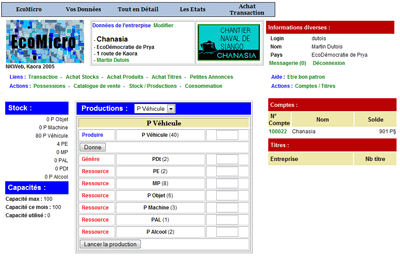 EcoMicro Vos Données Tout en Détail Les Etats Achat Transaction
EcoMicro
NKWeb, Kaora 2005
Données de l'entreprise Modifier
- Chanasia
- EcoDémocratie de Prya
- 1 route de Kaora
- Martin Dutois
CHANTIER
NAVAL DE
SIANGO
CHANASIA
Informations diverses :
Login dutois
Nom Martin Dutois
Pays EcoDémocratie de Prya
Messagerie (0) Déconnexion
Liens : Transaction - Achat Stocks - Achat Produits - Achat Titres - Petites Annonces
Actions : Possessions - Catalogue de vente - Stock / Productions - Consommation
Aide : Etre bon patron
Actions : Comptes / Titres
Stock :
0 P Objet
0 P Machine
80 P Véhicule
4 PE
0 MP
0 PAL
0 PDI
0 P Alcool
Capacités :
Capacité max : 100
Capacité ce mois : 100
Capacité utilisé : 0
Productions : P Véhicule
P Véhicule
Produire P Véhicule (40)
Donne
Génère PDI (2)
Ressource PE (2)
Ressource MP (8)
Ressource P Objet (6)
Ressource P Machine (3)
Ressource PAL (1)
Ressource P Alcool (2)
Lancer la production
Comptes :
N° Compte Nom Solde
100022 Chanasia 901 P§
Titres :
Entreprise Nb titre